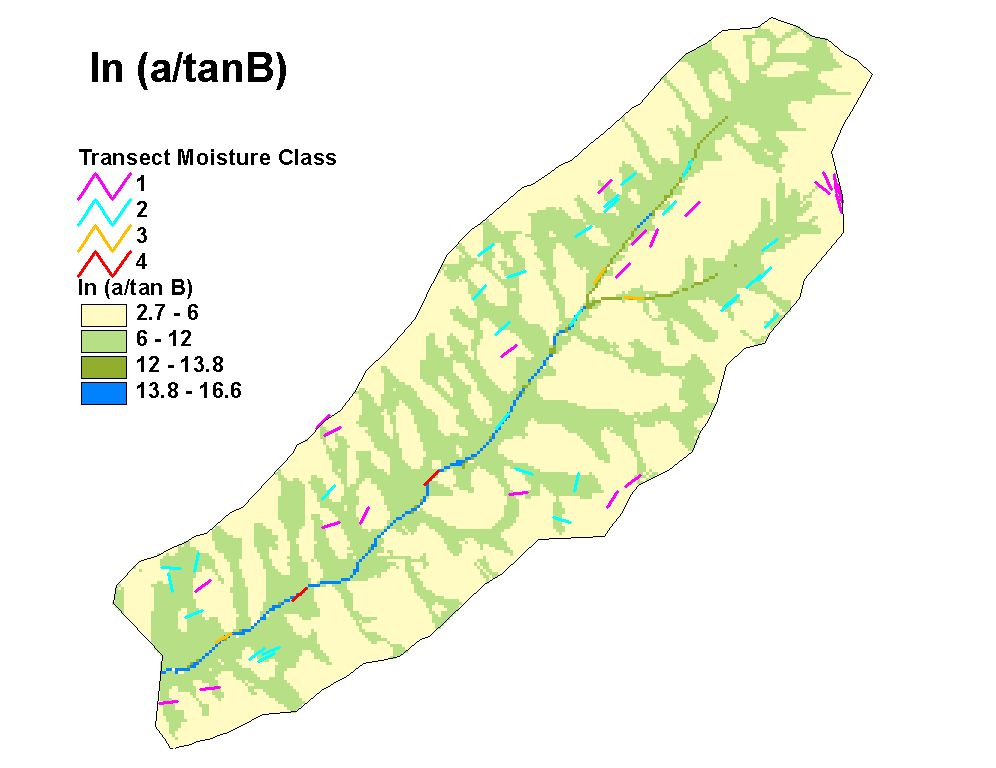 ln (a/tanB)
Transect Moisture Class
1
2
3
4
ln (a/tan B)
2.7 - 6
6 - 12
12 - 13.8
13.8 - 16.6